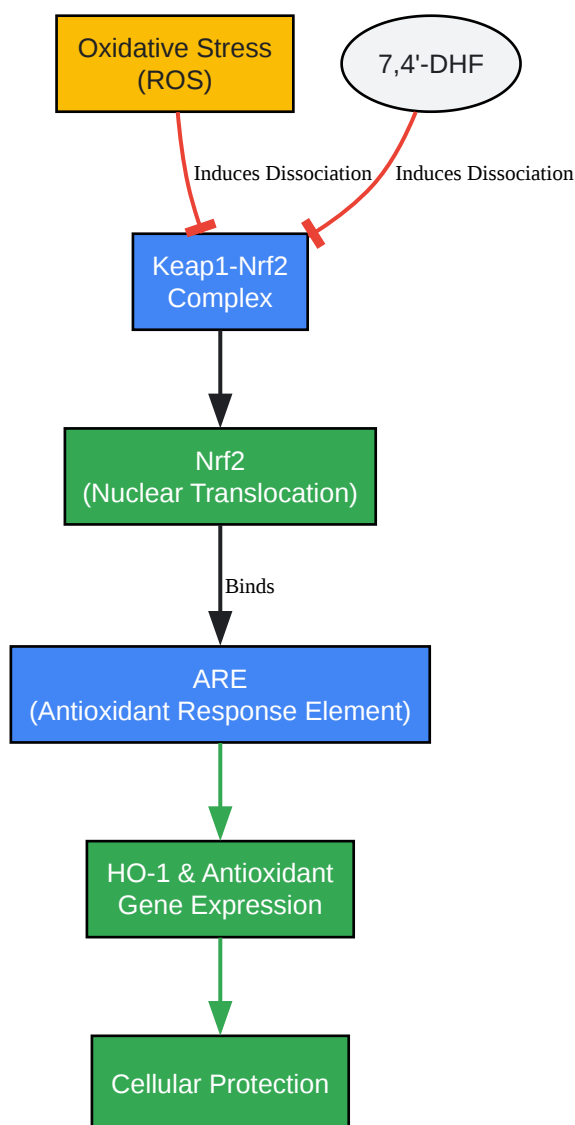 Oxidative Stress
(ROS)
7,4'-DHF
Induces Dissociation
Induces Dissociation
Keap1-Nrf2
Complex
Nrf2
(Nuclear Translocation)
Binds
ARE
(Antioxidant Response Element)
HO-1 & Antioxidant
Gene Expression
Cellular Protection